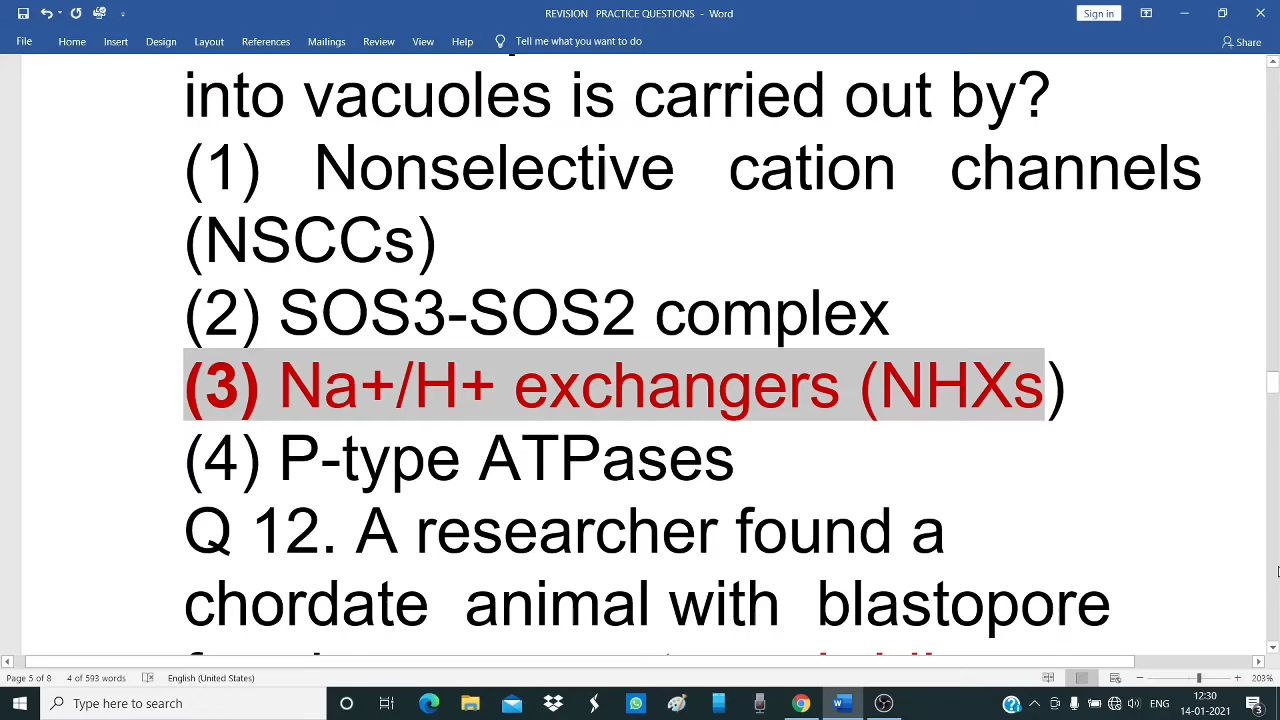 REVISION PRACTICE QUESTIONS - Word
Sign in
File Home Insert Design Layout References Mailings Review View Help Tell me what you want to do
Share
into vacuoles is carried out by?
(1) Nonselective cation channels
(NSCCs)
(2) SOS3-SOS2 complex
(3) Na+/H+ exchangers (NHXs)
(4) P-type ATPases
Q 12. A researcher found a
chordate animal with blastopore
Page 5 of 8 4 of 593 words English (United States) 203%
Type here to search
ENG
12:30
14-01-2021
3